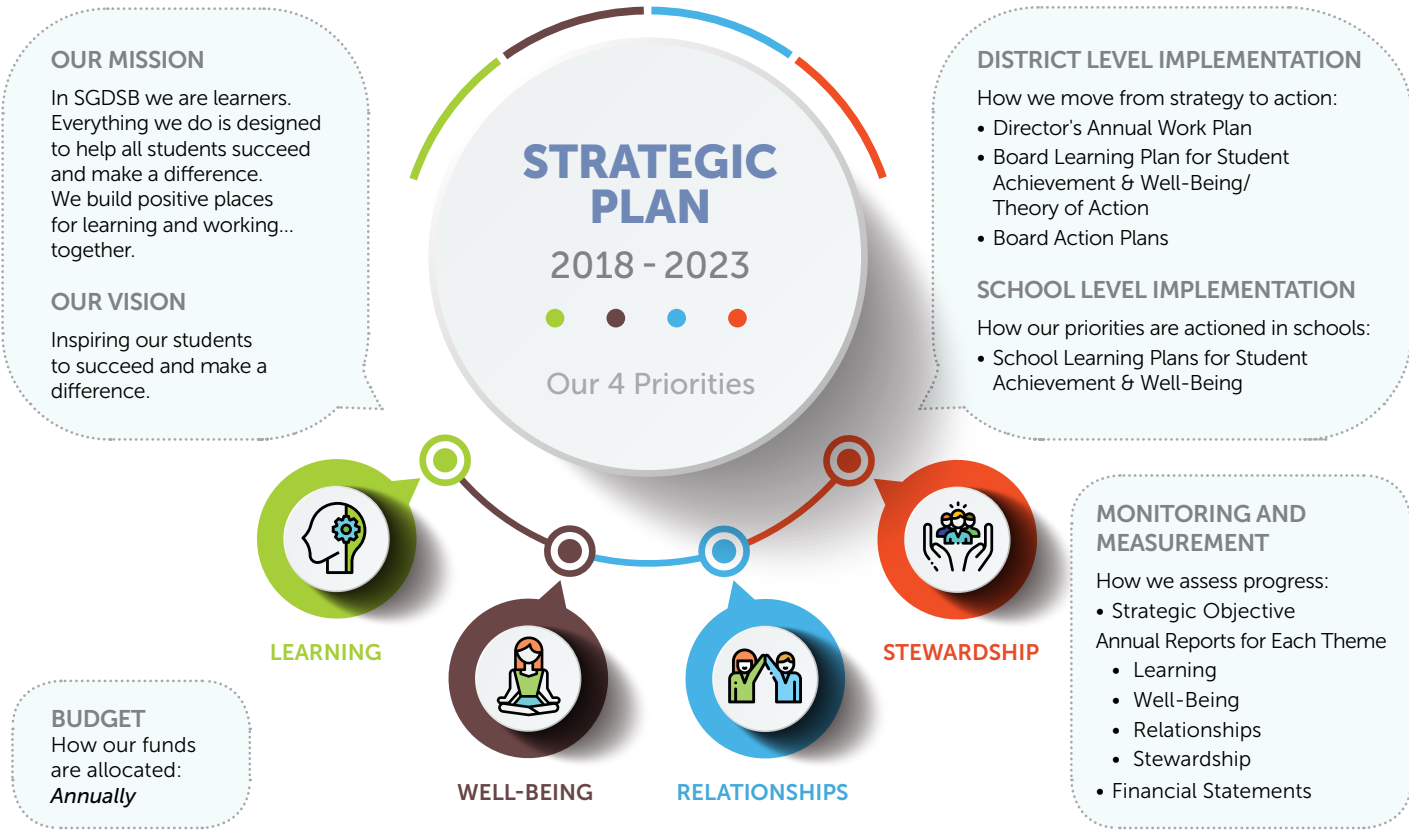 OUR MISSION
In SGDSB we are learners.
Everything we do is designed
to help all students succeed
and make a difference.
We build positive places
for learning and working...
together.
OUR VISION
Inspiring our students
to succeed and make a
difference.
STRATEGIC
PLAN
2018 - 2023
Our 4 Priorities
DISTRICT LEVEL IMPLEMENTATION
How we move from strategy to action:
• Director's Annual Work Plan
• Board Learning Plan for Student
Achievement & Well-Being/
Theory of Action
• Board Action Plans
SCHOOL LEVEL IMPLEMENTATION
How our priorities are actioned in schools:
• School Learning Plans for Student
Achievement & Well-Being
LEARNING
WELL-BEING
RELATIONSHIPS
STEWARDSHIP
BUDGET
How our funds
are allocated:
Annually
MONITORING AND
MEASUREMENT
How we assess progress:
• Strategic Objective
Annual Reports for Each Theme
• Learning
• Well-Being
• Relationships
• Stewardship
• Financial Statements